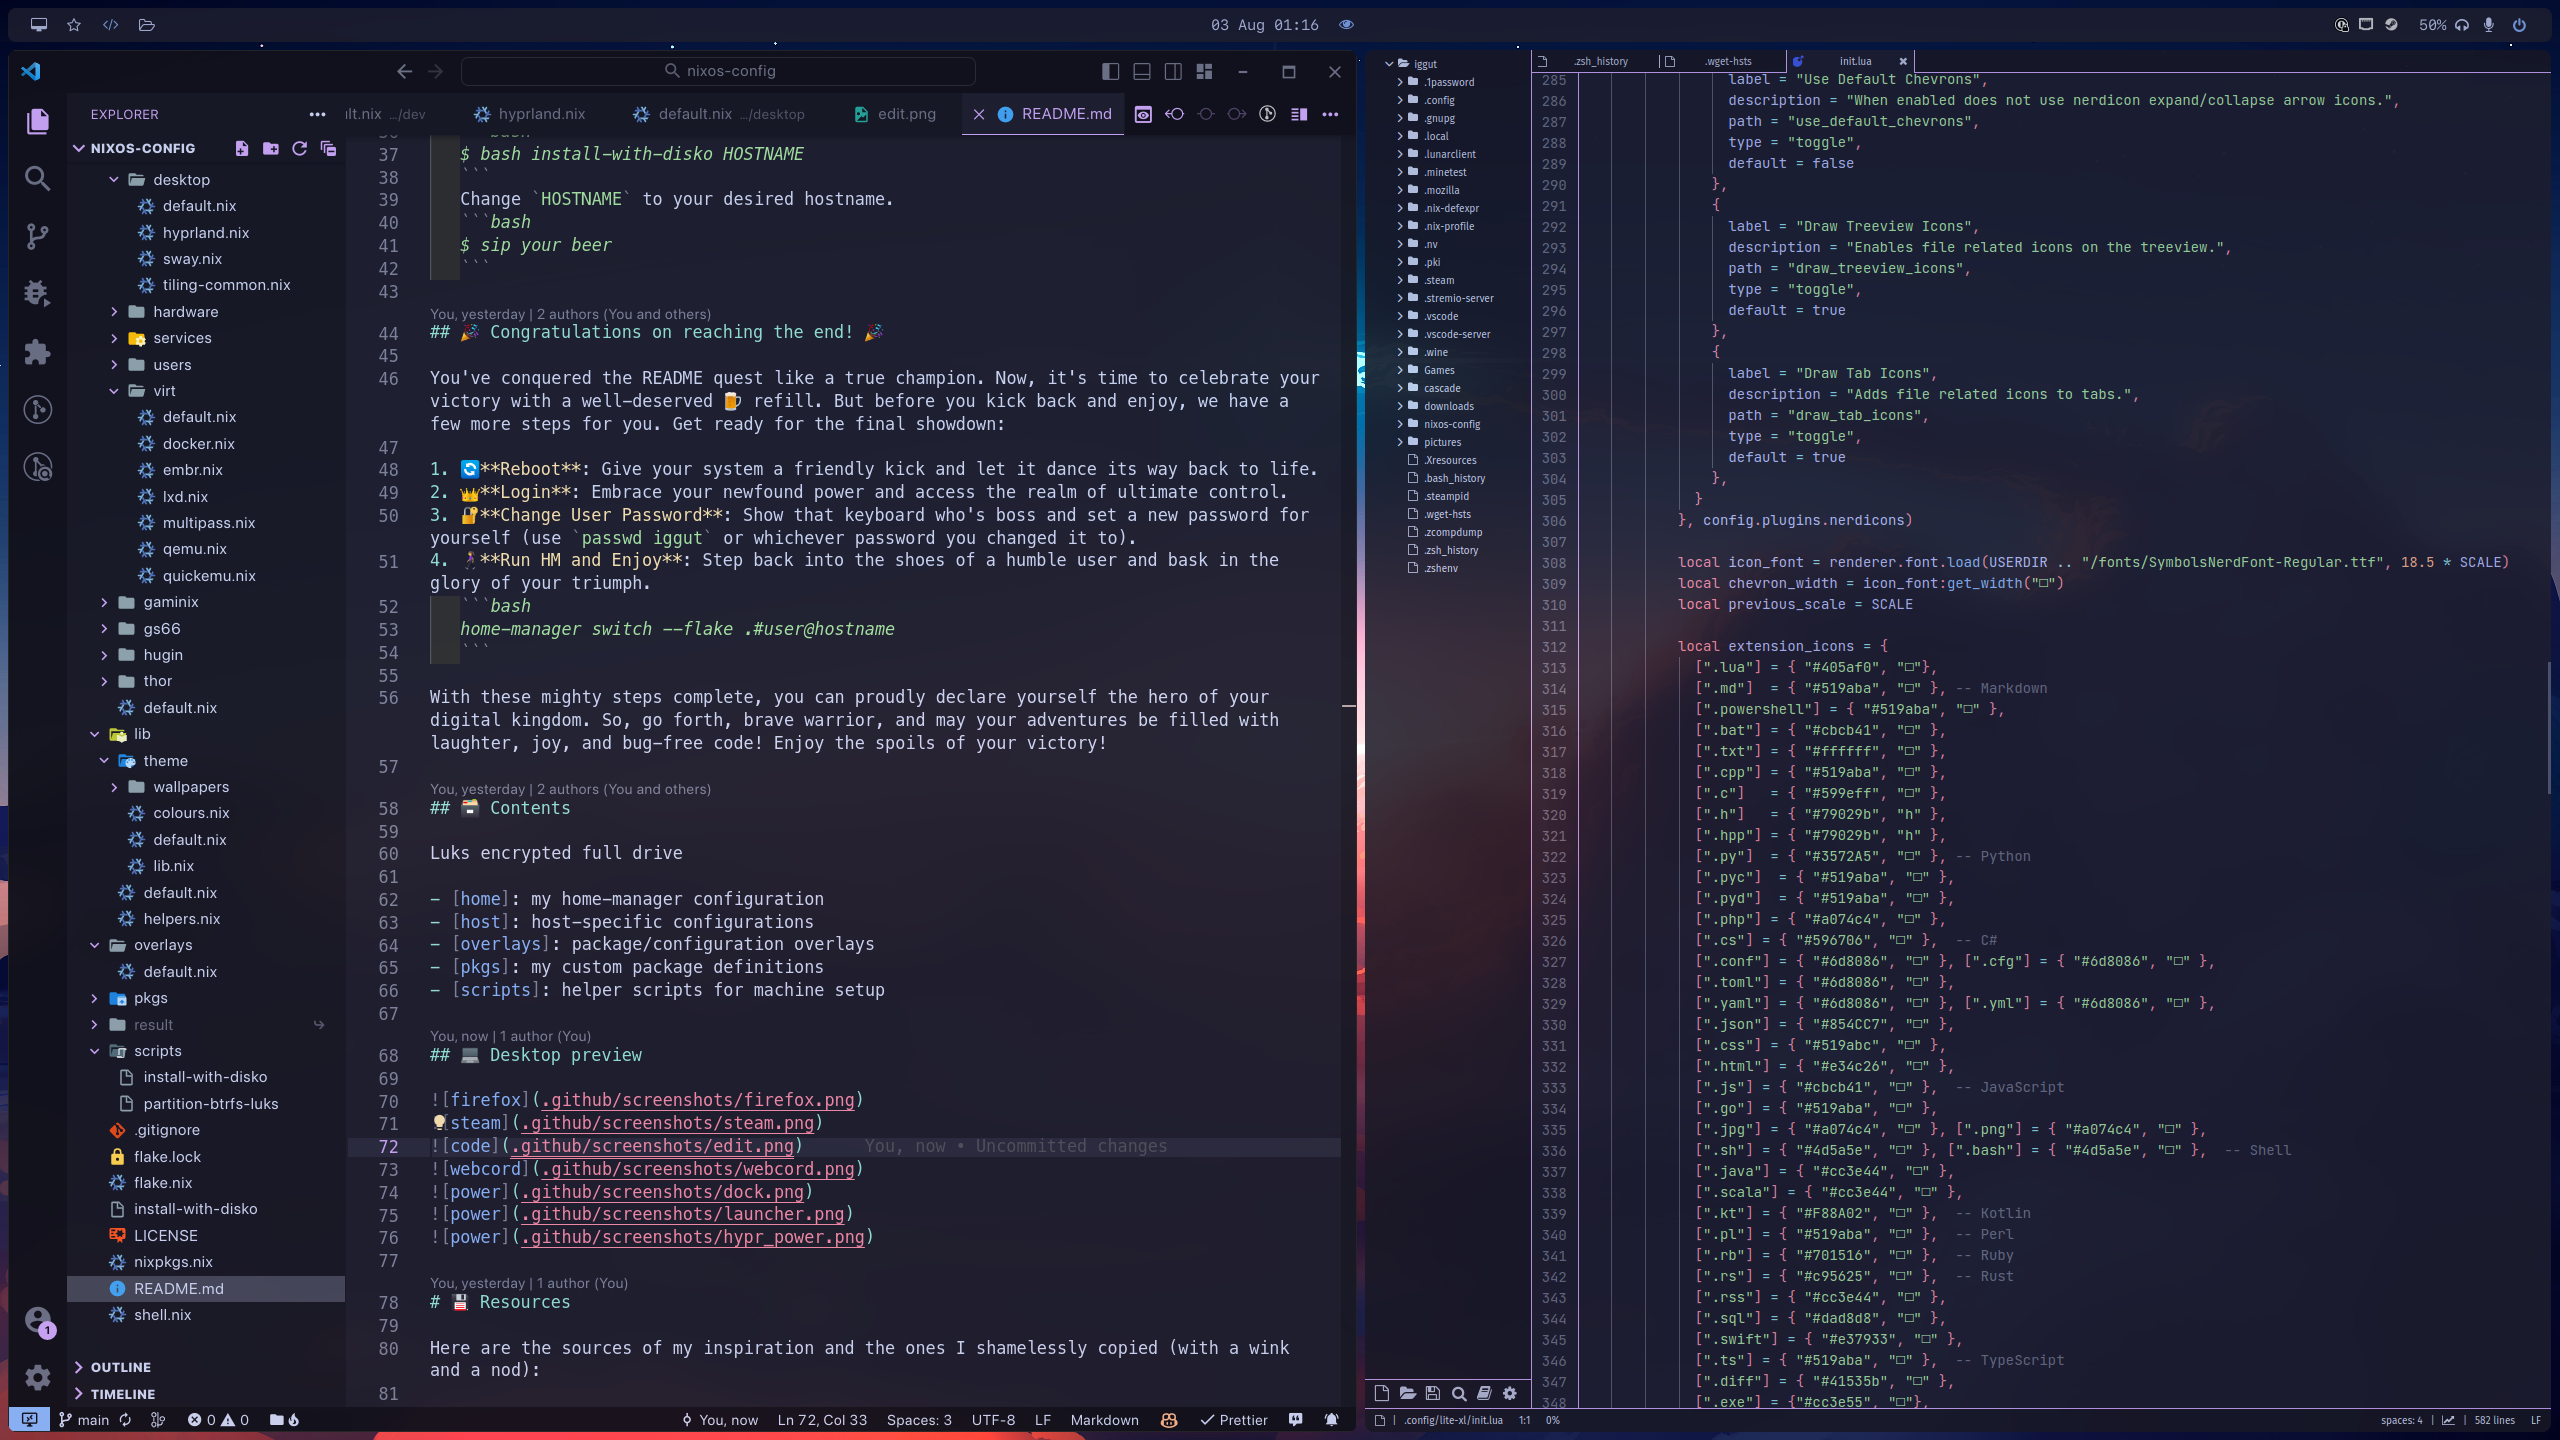 03 Aug 01:16
50%
nixos-config
EXPLORER
ult.nix .../dev
hyprland.nix
default.nix .../desktop
edit.png
README.md
NIXOS-CONFIG
desktop
default.nix
hyprland.nix
sway.nix
tiling-common.nix
hardware
services
users
virt
default.nix
docker.nix
embr.nix
lxd.nix
multipass.nix
qemu.nix
quickemu.nix
gaminix
gs66
hugin
thor
default.nix
lib
theme
wallpapers
colours.nix
default.nix
lib.nix
default.nix
helpers.nix
overlays
default.nix
pkgs
result
scripts
install-with-disko
partition-btrfs-luks
.gitignore
flake.lock
flake.nix
install-with-disko
LICENSE
nixpkgs.nix
README.md
shell.nix
OUTLINE
TIMELINE
37 $ bash install-with-disko HOSTNAME
38 ```
39 Change `HOSTNAME` to your desired hostname.
40 ```bash
41 $ sip your beer
42 ```
43
You, yesterday | 2 authors (You and others)
44 ## 🎉 Congratulations on reaching the end! 🎉
45
46 You've conquered the README quest like a true champion. Now, it's time to celebrate your
victory with a well-deserved 🍺 refill. But before you kick back and enjoy, we have a
few more steps for you. Get ready for the final showdown:
47
48 1. 🔄**Reboot**: Give your system a friendly kick and let it dance its way back to life.
49 2. 👑**Login**: Embrace your newfound power and access the realm of ultimate control.
50 3. 🔐**Change User Password**: Show that keyboard who's boss and set a new password for
yourself (use `passwd iggut` or whichever password you changed it to).
51 4. 🚶**Run HM and Enjoy**: Step back into the shoes of a humble user and bask in the
glory of your triumph.
52 ```bash
53 home-manager switch --flake .#user@hostname
54 ```
55
56 With these mighty steps complete, you can proudly declare yourself the hero of your
digital kingdom. So, go forth, brave warrior, and may your adventures be filled with
laughter, joy, and bug-free code! Enjoy the spoils of your victory!
57
You, yesterday | 2 authors (You and others)
58 ## 🗃️ Contents
59
60 Luks encrypted full drive
61
62 - [home]: my home-manager configuration
63 - [host]: host-specific configurations
64 - [overlays]: package/configuration overlays
65 - [pkgs]: my custom package definitions
66 - [scripts]: helper scripts for machine setup
67
You, now | 1 author (You)
68 ## 💻 Desktop preview
69
70 ![firefox](.github/screenshots/firefox.png)
71 [steam](.github/screenshots/steam.png)
72 ![code](.github/screenshots/edit.png) You, now • Uncommitted changes
73 ![webcord](.github/screenshots/webcord.png)
74 ![power](.github/screenshots/dock.png)
75 ![power](.github/screenshots/launcher.png)
76 ![power](.github/screenshots/hypr_power.png)
77
You, yesterday | 1 author (You)
78 # 💾 Resources
79
80 Here are the sources of my inspiration and the ones I shamelessly copied (with a wink
and a nod):
81
1
main 0 0
You, now Ln 72, Col 33 Spaces: 3 UTF-8 LF Markdown Prettier
iggut
.1password
.config
.gnupg
.local
.lunarclient
.minetest
.mozilla
.nix-defexpr
.nix-profile
.nv
.pki
.steam
.stremio-server
.vscode
.vscode-server
.wine
Games
cascade
downloads
nixos-config
pictures
.Xresources
.bash_history
.steampid
.wget-hsts
.zcompdump
.zsh_history
.zshenv
.zsh_history
.wget-hsts
init.lua
285 label = "Use Default Chevrons",
286 description = "When enabled does not use nerdicon expand/collapse arrow icons.",
287 path = "use_default_chevrons",
288 type = "toggle",
289 default = false
290 },
291 {
292 label = "Draw Treeview Icons",
293 description = "Enables file related icons on the treeview.",
294 path = "draw_treeview_icons",
295 type = "toggle",
296 default = true
297 },
298 {
299 label = "Draw Tab Icons",
300 description = "Adds file related icons to tabs.",
301 path = "draw_tab_icons",
302 type = "toggle",
303 default = true
304 },
305 }
306 }, config.plugins.nerdicons)
307
308 local icon_font = renderer.font.load(USERDIR .. "/fonts/SymbolsNerdFont-Regular.ttf", 18.5 * SCALE)
309 local chevron_width = icon_font:get_width("□")
310 local previous_scale = SCALE
311
312 local extension_icons = {
313 [".lua"] = { "#405af0", "□"},
314 [".md"] = { "#519aba", "□" }, -- Markdown
315 [".powershell"] = { "#519aba", "□" },
316 [".bat"] = { "#cbcb41", "□" },
317 [".txt"] = { "#ffffff", "□" },
318 [".cpp"] = { "#519aba", "□" },
319 [".c"] = { "#599eff", "□" },
320 [".h"] = { "#79029b", "h" },
321 [".hpp"] = { "#79029b", "h" },
322 [".py"] = { "#3572A5", "□" }, -- Python
323 [".pyc"] = { "#519aba", "□" },
324 [".pyd"] = { "#519aba", "□" },
325 [".php"] = { "#a074c4", "□" },
326 [".cs"] = { "#596706", "□" }, -- C#
327 [".conf"] = { "#6d8086", "□" }, [".cfg"] = { "#6d8086", "□" },
328 [".toml"] = { "#6d8086", "□" },
329 [".yaml"] = { "#6d8086", "□" }, [".yml"] = { "#6d8086", "□" },
330 [".json"] = { "#854CC7", "□" },
331 [".css"] = { "#519abc", "□" },
332 [".html"] = { "#e34c26", "□" },
333 [".js"] = { "#cbcb41", "□" }, -- JavaScript
334 [".go"] = { "#519aba", "□" },
335 [".jpg"] = { "#a074c4", "□" }, [".png"] = { "#a074c4", "□" },
336 [".sh"] = { "#4d5a5e", "□" }, [".bash"] = { "#4d5a5e", "□" }, -- Shell
337 [".java"] = { "#cc3e44", "□" },
338 [".scala"] = { "#cc3e44", "□" },
339 [".kt"] = { "#F88A02", "□" }, -- Kotlin
340 [".pl"] = { "#519aba", "□" }, -- Perl
341 [".rb"] = { "#701516", "□" }, -- Ruby
342 [".rs"] = { "#c95625", "□" }, -- Rust
343 [".rss"] = { "#cc3e44", "□" },
344 [".sql"] = { "#dad8d8", "□" },
345 [".swift"] = { "#e37933", "□" },
346 [".ts"] = { "#519aba", "□" }, -- TypeScript
347 [".diff"] = { "#41535b", "□" },
348 [".exe"] = {"#cc3e55", "□"},
.config/lite-xl/init.lua 1:1 0%
spaces: 4 | | 582 lines LF